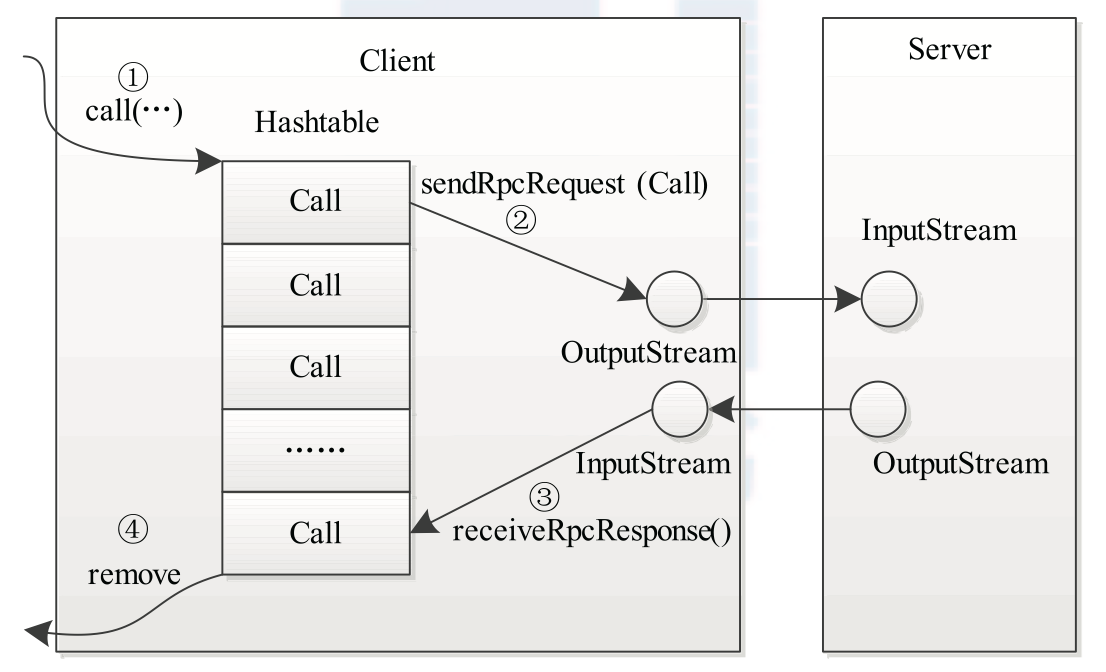 Client
Server
①
call(⋯)
Hashtable
Call
sendRpcRequest (Call)
②
InputStream
Call
OutputStream
Call
⋯⋯
InputStream
OutputStream
③
receiveRpcResponse()
Call
④
remove